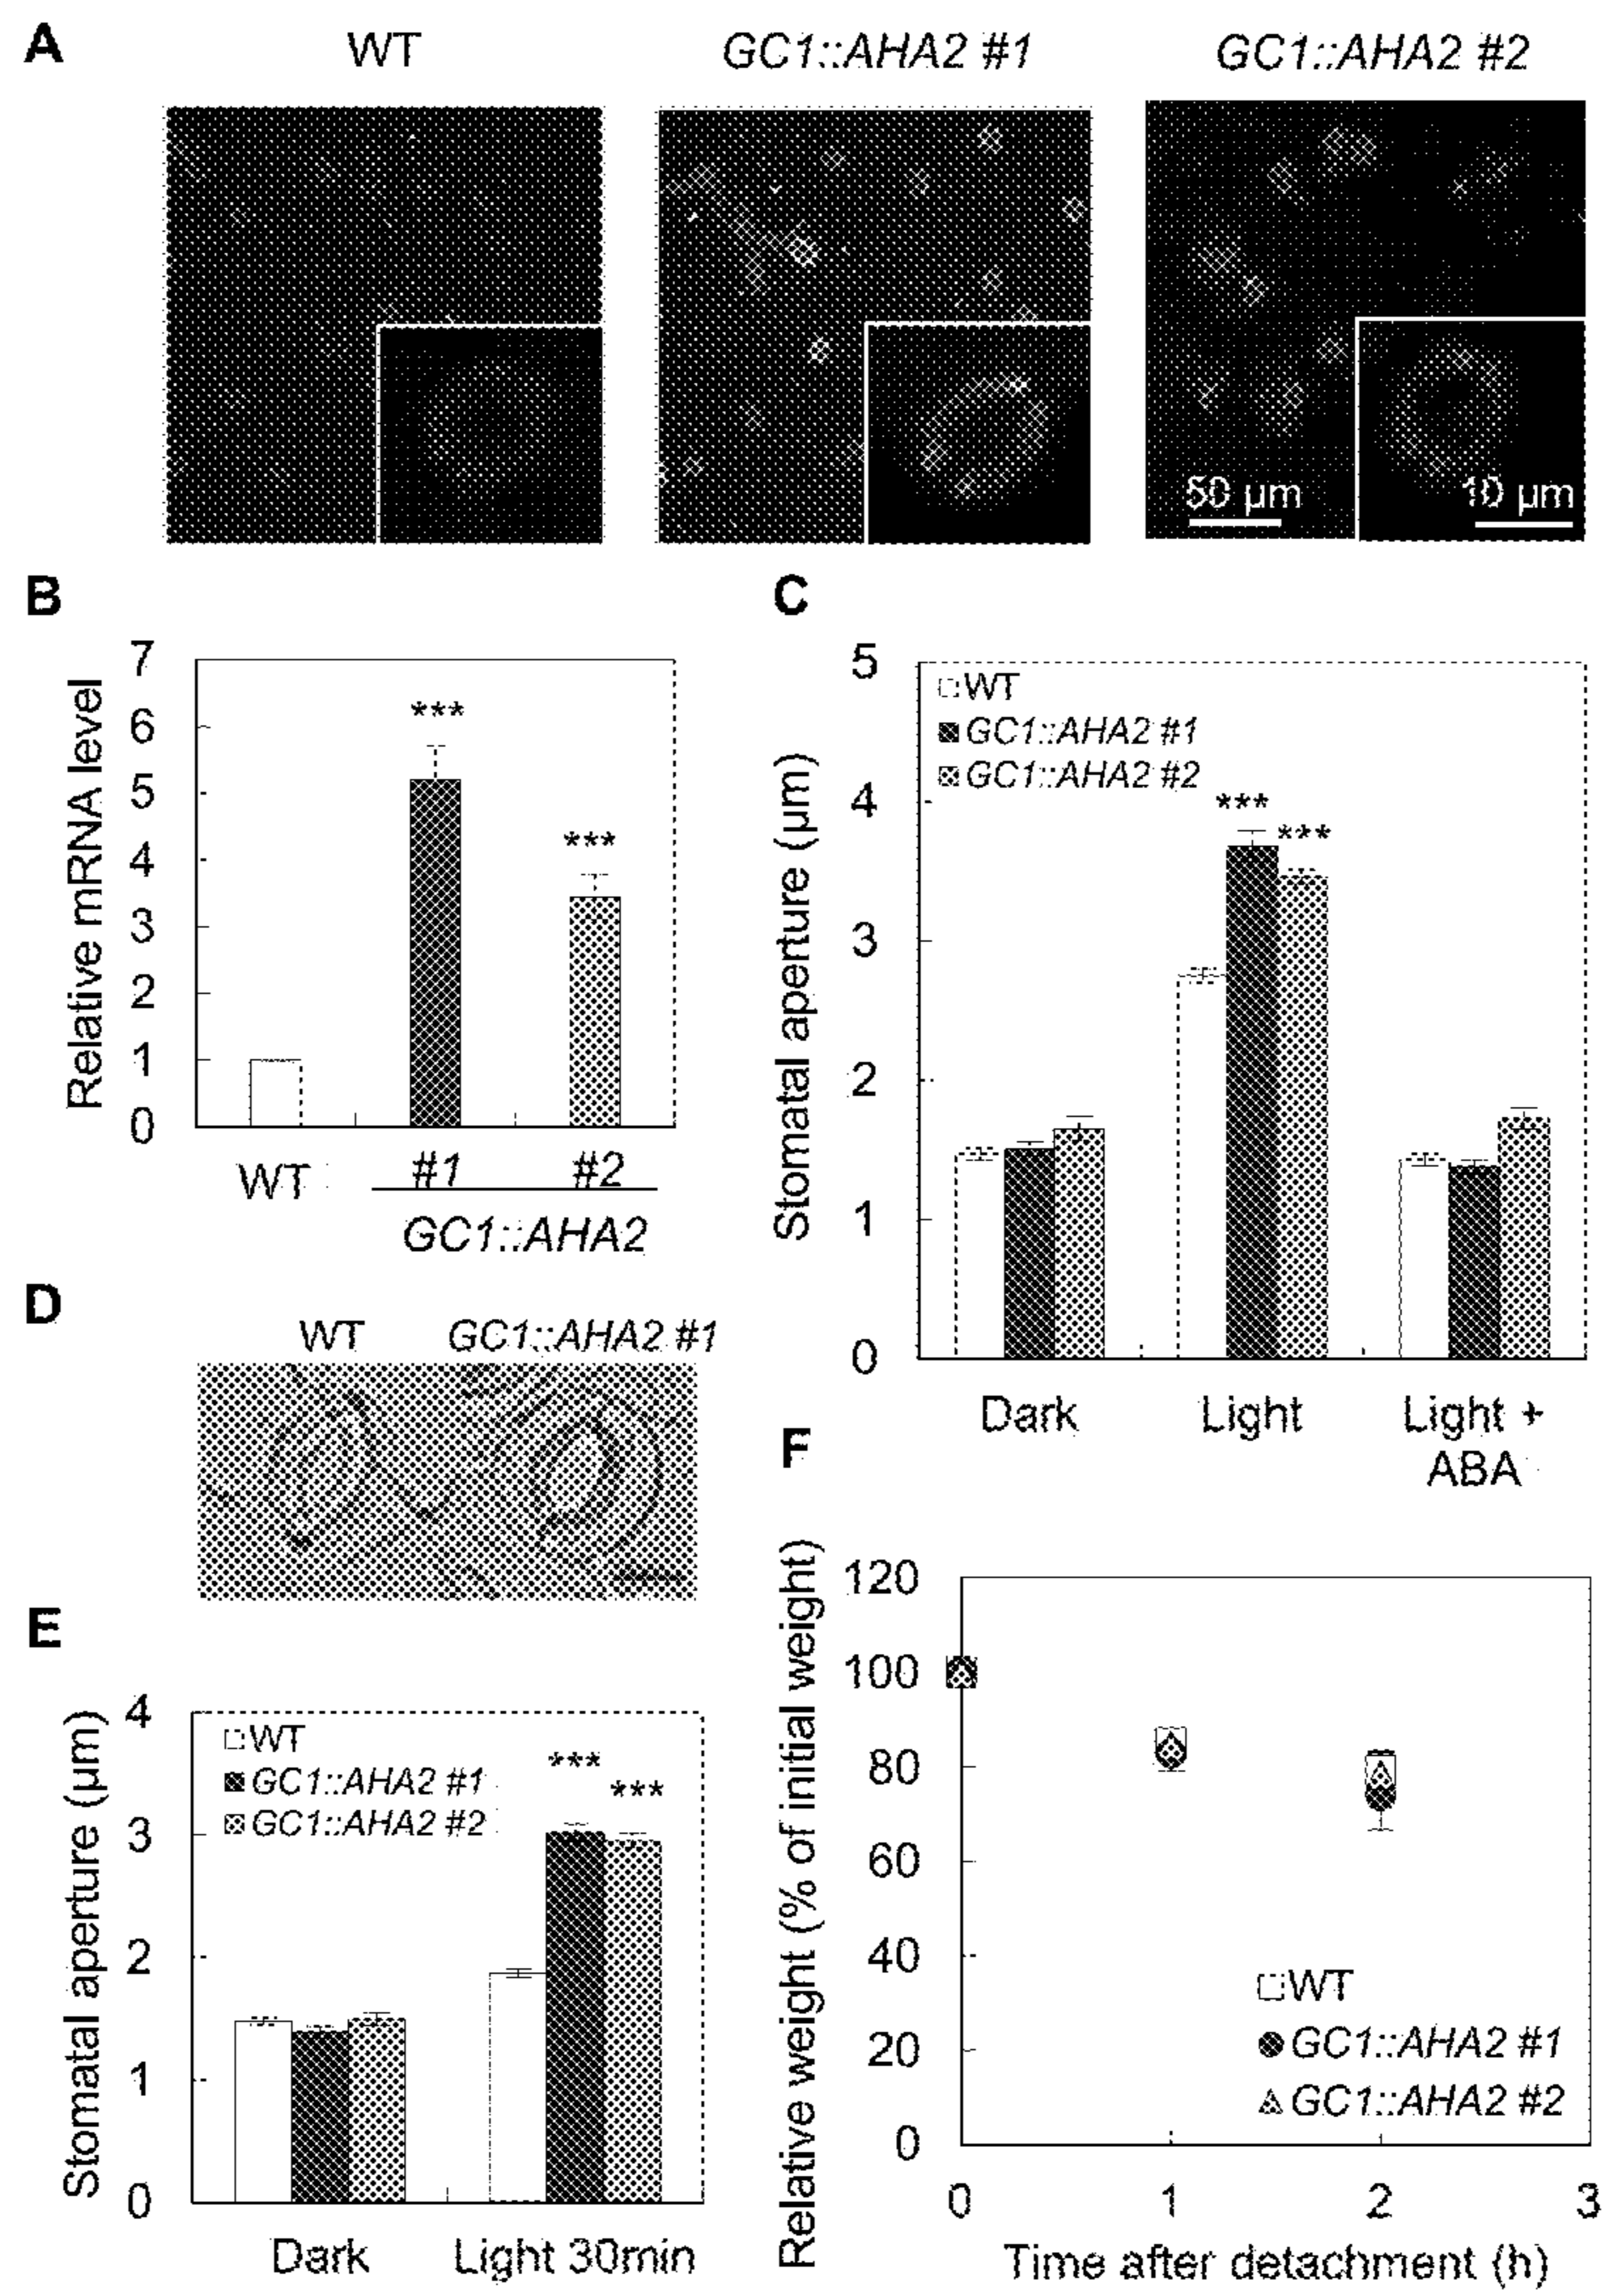 A
WT
GC1::AHA2 #1
GC1::AHA2 #2
50 µm
10 µm
B
Relative mRNA level
7
6
5
4
3
2
1
0
***
***
WT
#1
#2
GC1::AHA2
C
Stomatal aperture (µm)
5
4
3
2
1
0
WT
GC1::AHA2 #1
GC1::AHA2 #2
***
***
Dark
Light
Light +
ABA
D
WT
GC1::AHA2 #1
E
Stomatal aperture (µm)
4
3
2
1
0
WT
GC1::AHA2 #1
GC1::AHA2 #2
***
***
Dark
Light 30min
F
Relative weight (% of initial weight)
120
100
80
60
40
20
0
WT
GC1::AHA2 #1
GC1::AHA2 #2
0
1
2
3
Time after detachment (h)